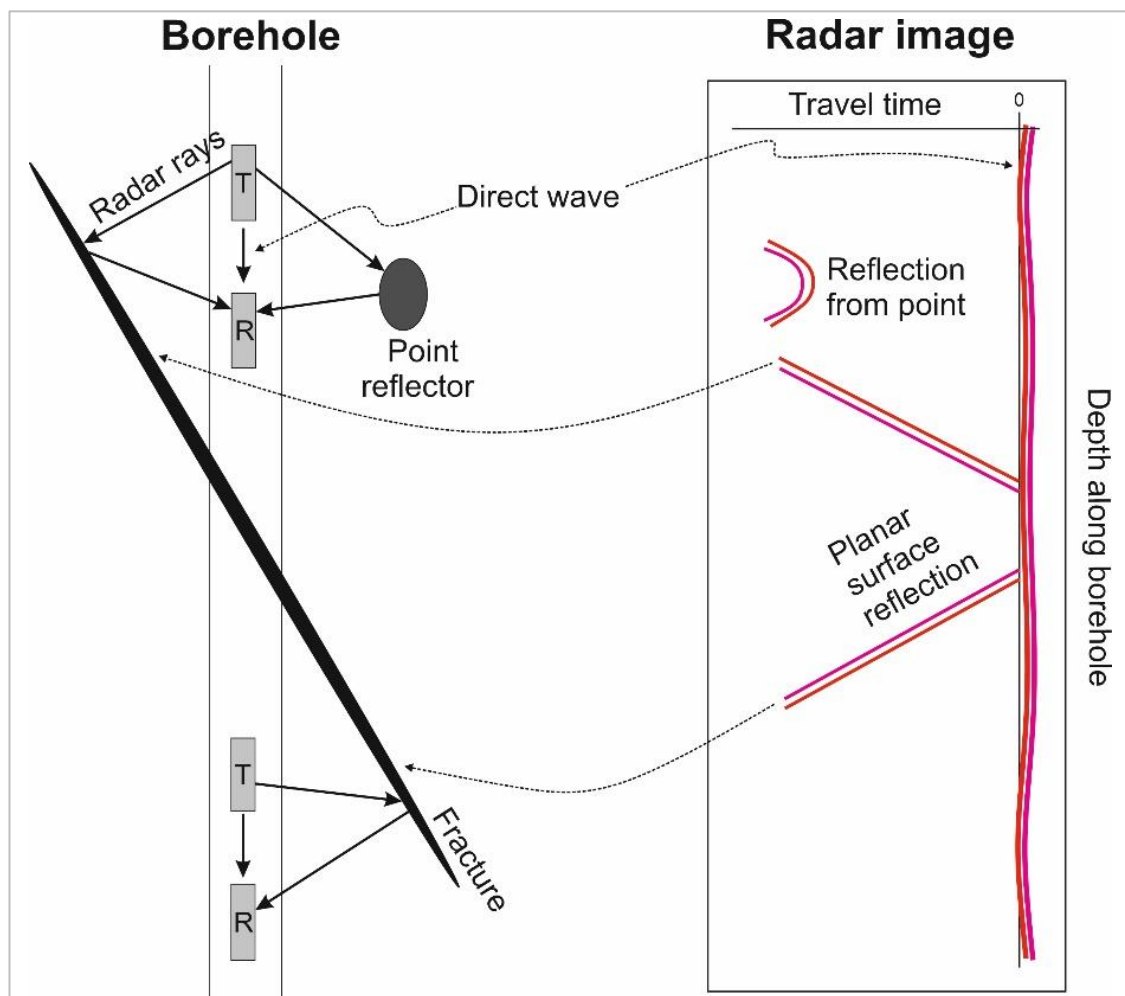 Borehole
Radar image
Travel time
0
Radar rays
T
Direct wave
R
Point
reflector
Reflection
from point
Planar
surface
reflection
Depth along borehole
T
R
Fracture